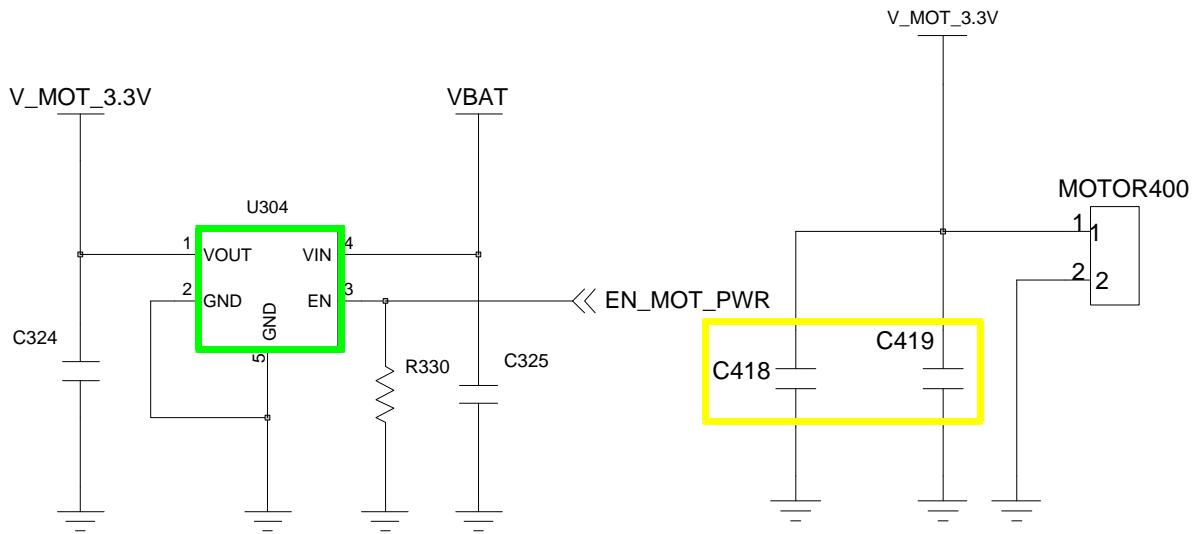 V_MOT_3.3V
V_MOT_3.3V
VBAT
MOTOR400
U304
1
VOUT
VIN
4
1
1
2
GND
EN
3
EN_MOT_PWR
2
2
GND
5
C324
R330
C325
C418
C419